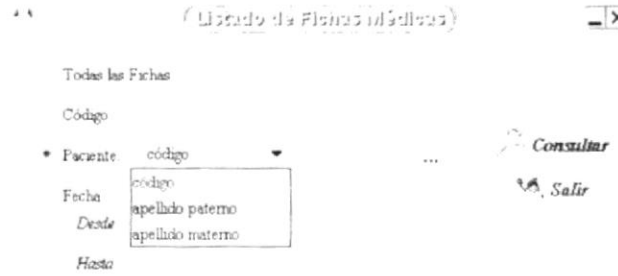 (Listado de Fichas Médicas)
Todas las Fichas
Código
Paciente código ...
Consultar
código
Fecha
Salir
apellido paterno
Desde
apellido materno
Hasta